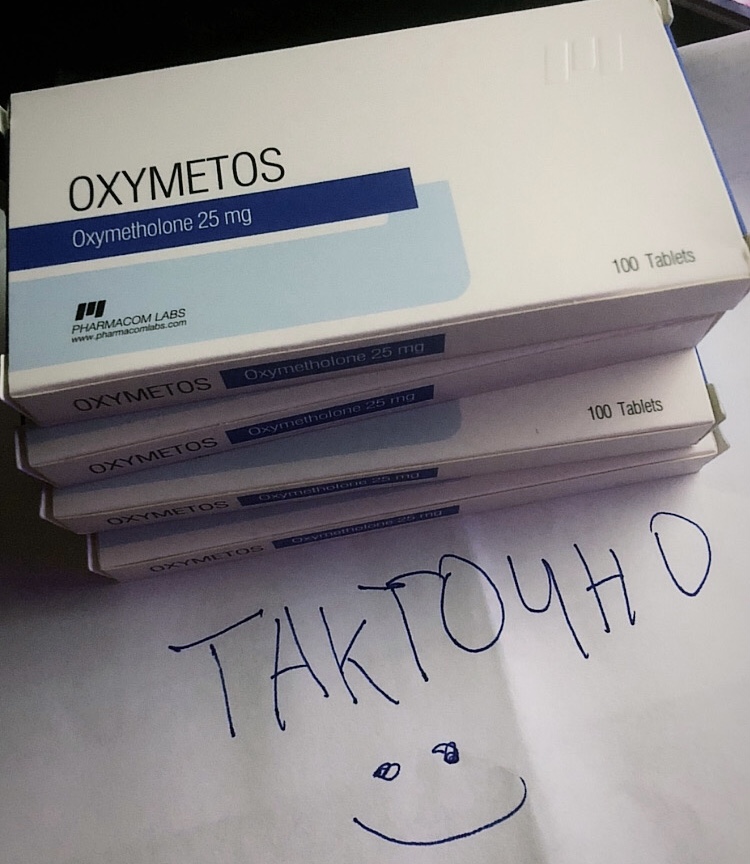 OXYMETOS
Oxymetholone 25 mg
100 Tablets
PHARMACOM LABS
www.pharmacomlabs.com
OXYMETOS Oxymetholone 25 mg
OXYMETOS Oxymetholone 25 mg
100 Tablets
OXYMETOS Oxymetholone 25 mg
OXYMETOS Oxymetholone 25 mg
ТАКТОЧНО